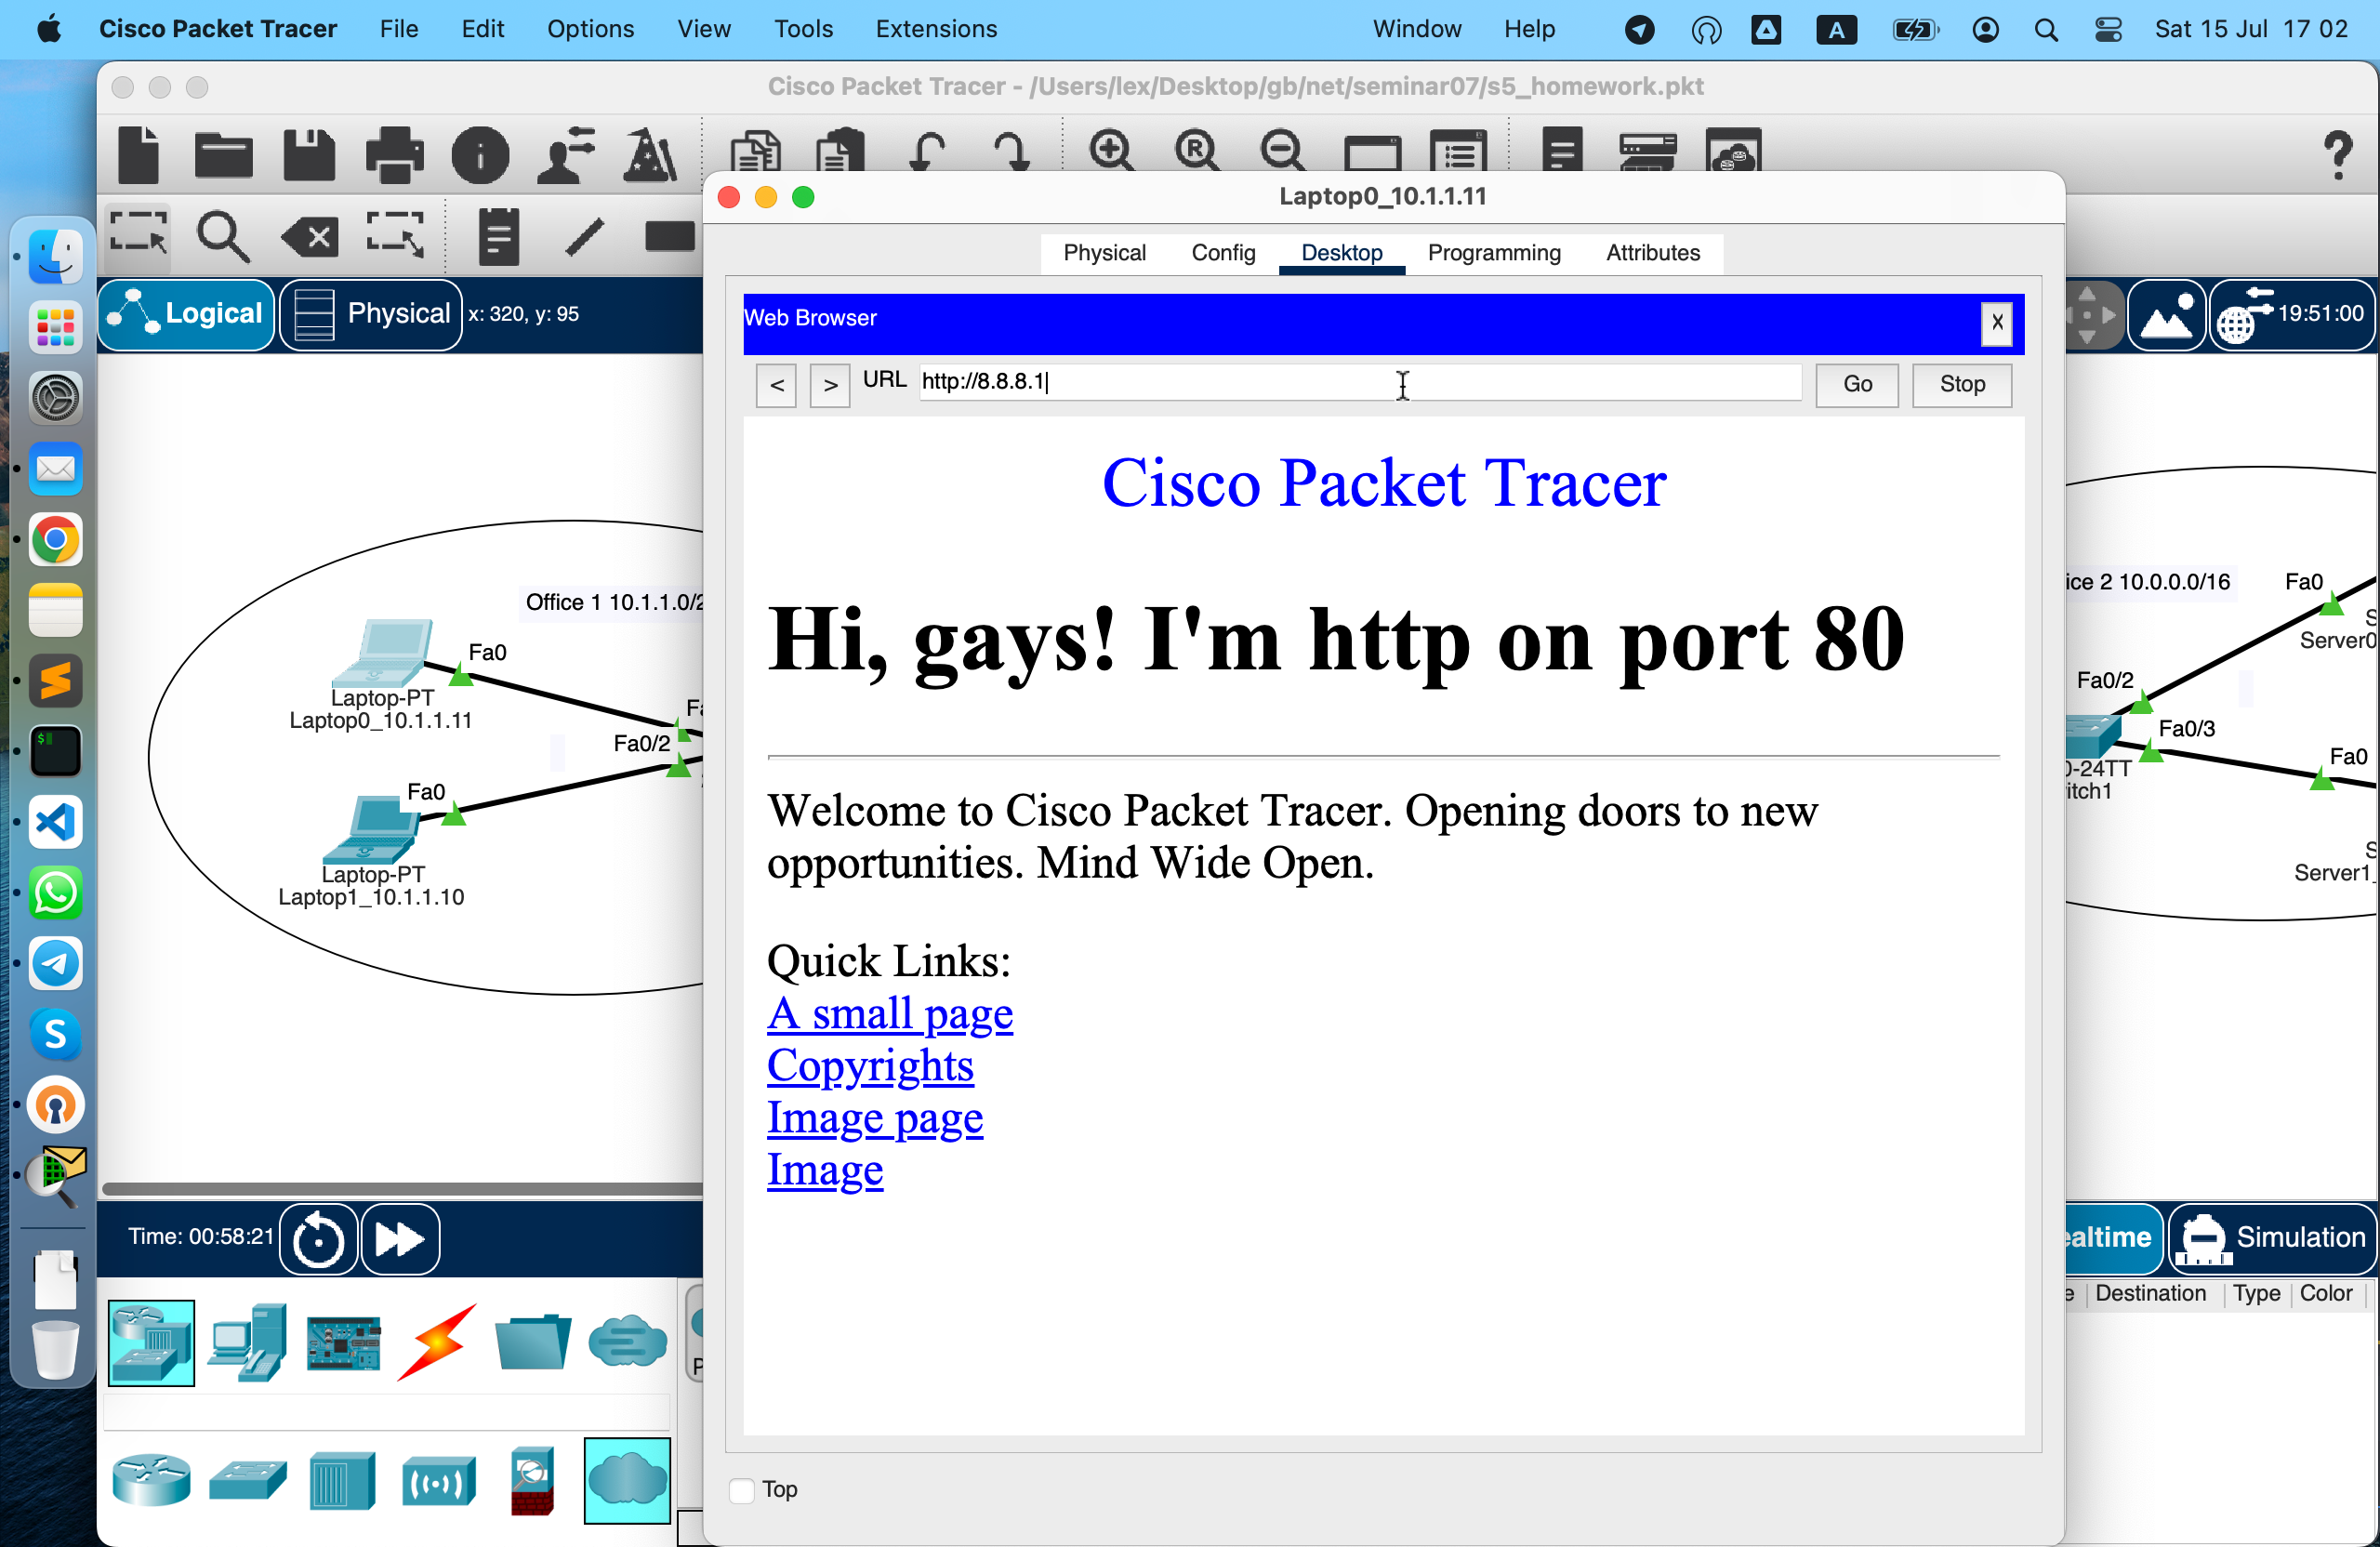 Cisco Packet Tracer File Edit Options View Tools Extensions Window Help A Sat 15 Jul 17 02
Cisco Packet Tracer - /Users/lex/Desktop/gb/net/seminar07/s5_homework.pkt
Laptop0_10.1.1.11
Physical Config Desktop Programming Attributes
Logical Physical x: 320, y: 95
19:51:00
Web Browser X
< > URL http://8.8.8.1 Go Stop
Cisco Packet Tracer
Hi, gays! I'm http on port 80
Welcome to Cisco Packet Tracer. Opening doors to new
opportunities. Mind Wide Open.
Quick Links:
A small page
Copyrights
Image page
Image
Top
Office 1 10.1.1.0/2
Fa0
Laptop-PT
Laptop0_10.1.1.11
Fa0/2
Fa0
Laptop-PT
Laptop1_10.1.1.10
ice 2 10.0.0.0/16 Fa0
Server0
Fa0/2
Fa0/3
Fa0
-24TT
itch1
Server1_
Time: 00:58:21
ealtime Simulation
e Destination Type Color